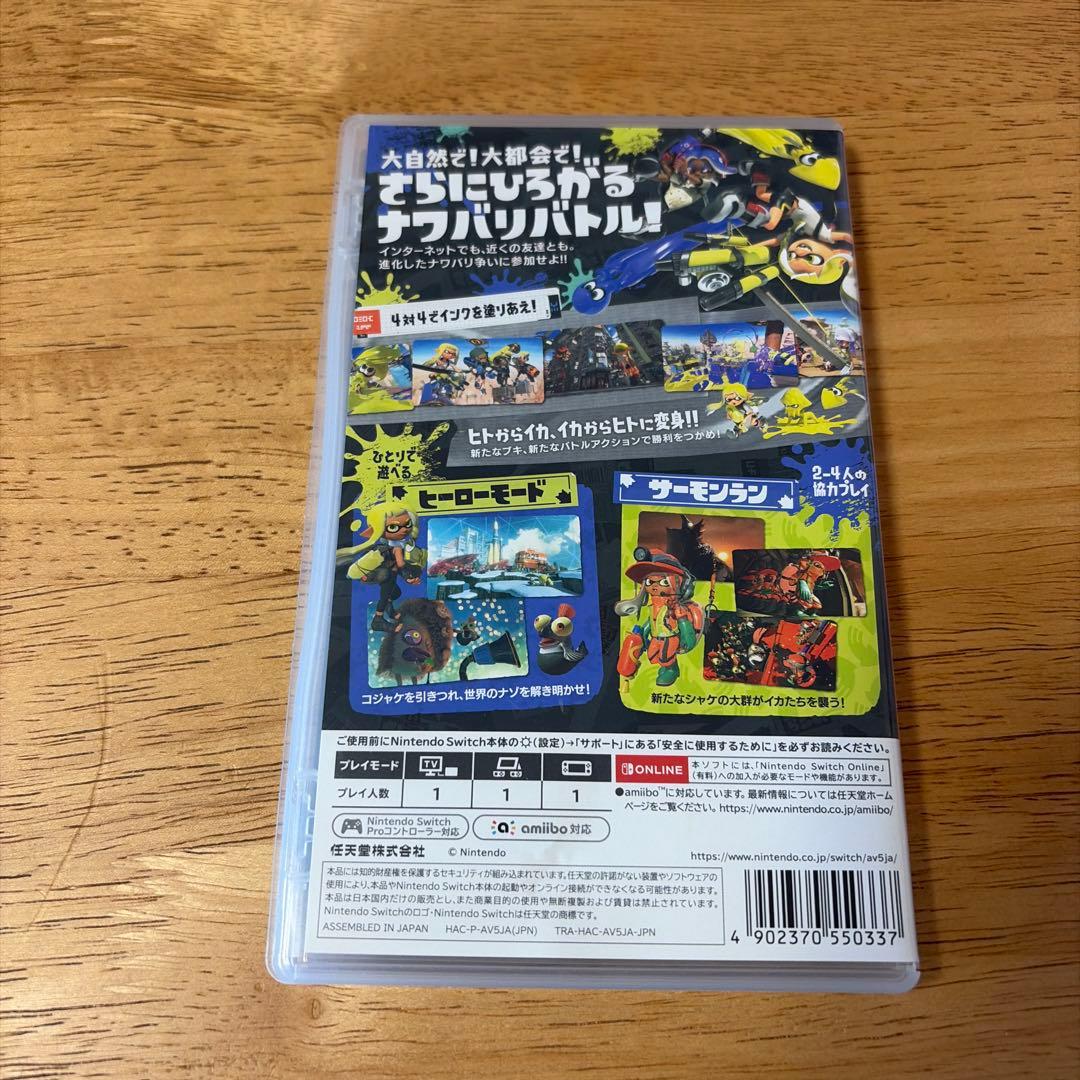 大自然で!大都会で!
さらにひろがる
ナワバリバトル!
インターネットでも、近くの友達とも。
進化したナワバリ争いに参加せよ!!
4対4でインクを塗りあえ!
ヒトからイカ、イカからヒトに変身!!
新たなブキ、新たなバトルアクションで勝利をつかめ!
ひとりで
遊べる
ヒーローモード
コジャケを引きつれ、世界のナゾを解き明かせ!
サーモンラン
2-4人の
協力プレイ
新たなシャケの大群がイカたちを襲う!
ご使用前にNintendo Switch本体の(設定)→「サポート」にある「安全に使用するために」を必ずお読みください。
プレイモード TV
プレイ人数 1 1 1
ONLINE 本ソフトには、「Nintendo Switch Online」
(有料)への加入が必要なモードや機能があります。
●amiibo™に対応しています。最新情報については任天堂ホーム
ページをご覧ください。https://www.nintendo.co.jp/amiibo/
Nintendo Switch
Proコントローラー対応
amiibo 対応
任天堂株式会社 © Nintendo
https://www.nintendo.co.jp/switch/av5ja/
本品には知的財産権を保護するセキュリティが組み込まれています。任天堂の許諾がない装置やソフトウェアの
使用により、本品やNintendo Switch本体の起動やオンライン接続ができなくなる可能性があります。
本品は日本国内だけの販売とし、また商業目的の使用や無断複製および賃貸は禁止されています。
Nintendo Switchのロゴ・Nintendo Switchは任天堂の商標です。
ASSEMBLED IN JAPAN HAC-P-AV5JA(JPN) TRA-HAC-AV5JA-JPN
4 902370 550337